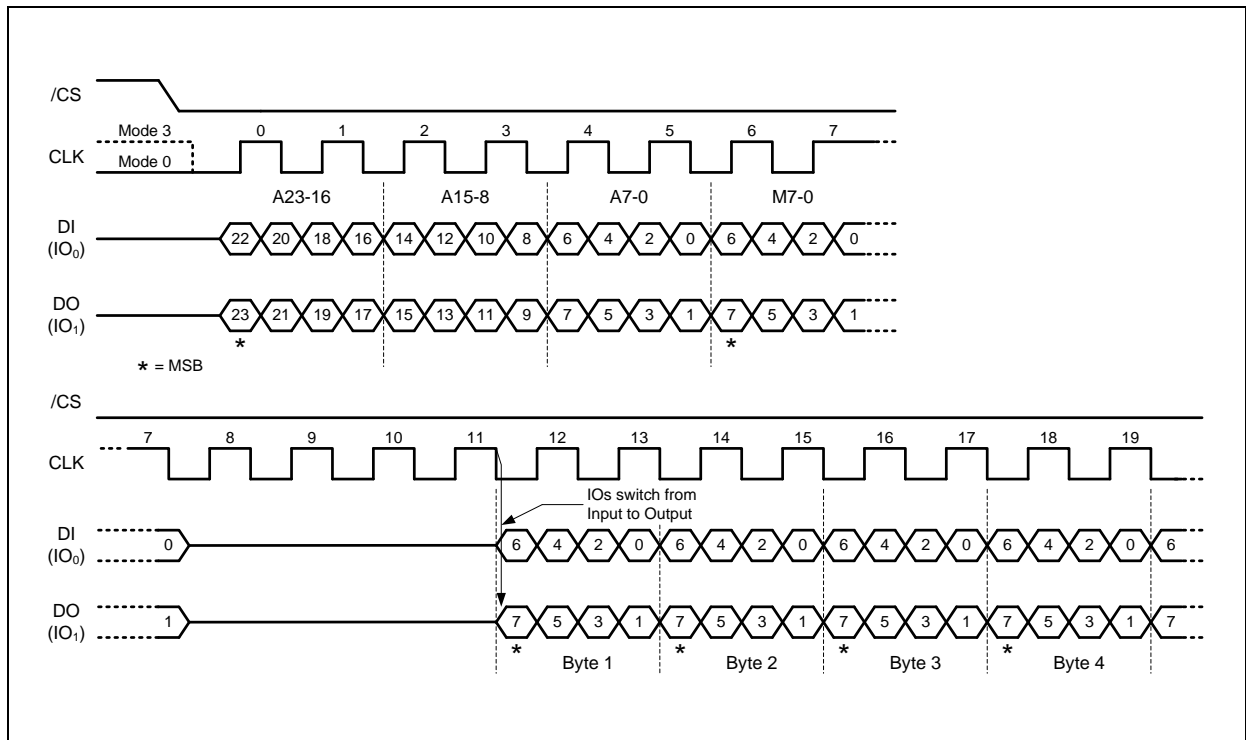 /CS
Mode 3
0 1 2 3 4 5 6 7
CLK
Mode 0
A23-16 A15-8 A7-0 M7-0
DI
(IO0)
22 20 18 16 14 12 10 8 6 4 2 0 6 4 2 0
DO
(IO1)
23 21 19 17 15 13 11 9 7 5 3 1 7 5 3 1
* *
* = MSB
/CS
7 8 9 10 11 12 13 14 15 16 17 18 19
CLK
IOs switch from
Input to Output
DI
(IO0)
0 6 4 2 0 6 4 2 0 6 4 2 0 6 4 2 0 6
DO
(IO1)
1 7 5 3 1 7 5 3 1 7 5 3 1 7 5 3 1 7
* * * *
Byte 1 Byte 2 Byte 3 Byte 4